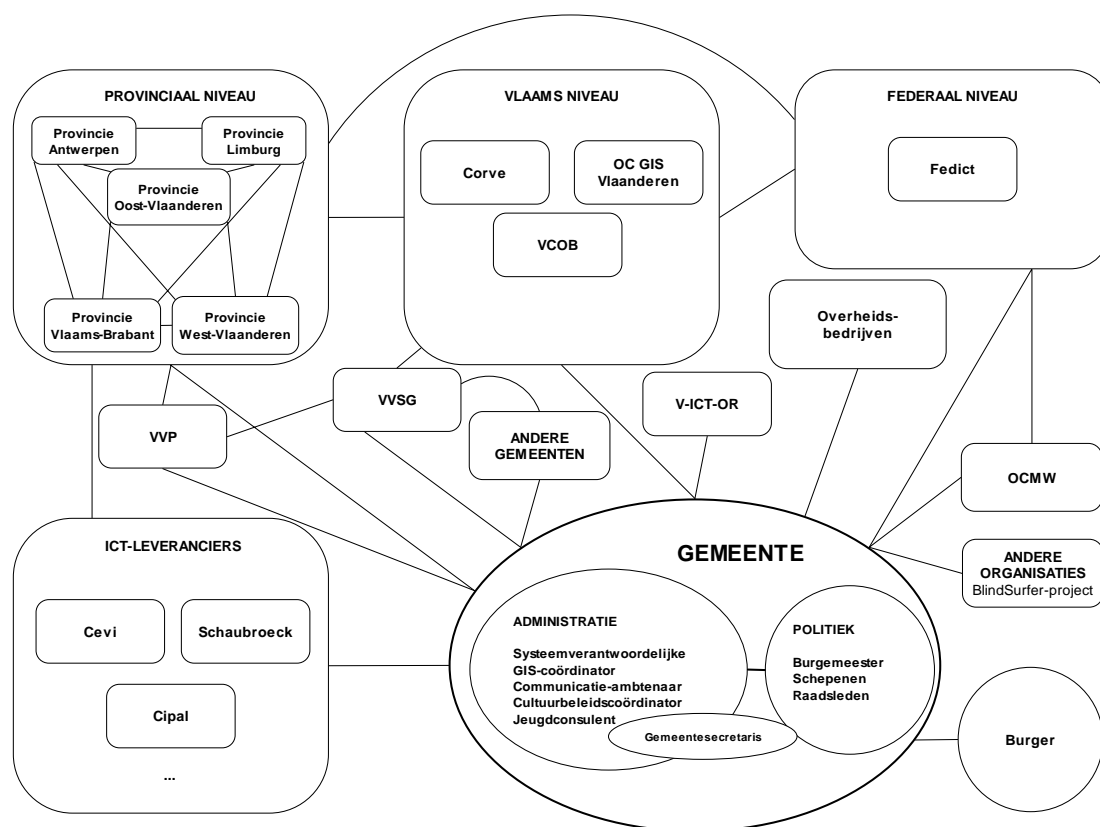 PROVINCIAAL NIVEAU
Provincie
Antwerpen
Provincie
Limburg
Provincie
Oost-Vlaanderen
Provincie
Vlaams-Brabant
Provincie
West-Vlaanderen
VLAAMS NIVEAU
Corve
OC GIS
Vlaanderen
VCOB
FEDERAAL NIVEAU
Fedict
Overheids-
bedrijven
VVP
VVSG
ANDERE
GEMEENTEN
V-ICT-OR
OCMW
ANDERE
ORGANISATIES
BlindSurfer-project
ICT-LEVERANCIERS
Cevi
Schaubroeck
Cipal
...
GEMEENTE
ADMINISTRATIE
Systeemverantwoordelijke
GIS-coördinator
Communicatie-ambtenaar
Cultuurbeleidscoördinator
Jeugdconsulent
POLITIEK
Burgemeester
Schepenen
Raadsleden
Gemeentesecretaris
Burger